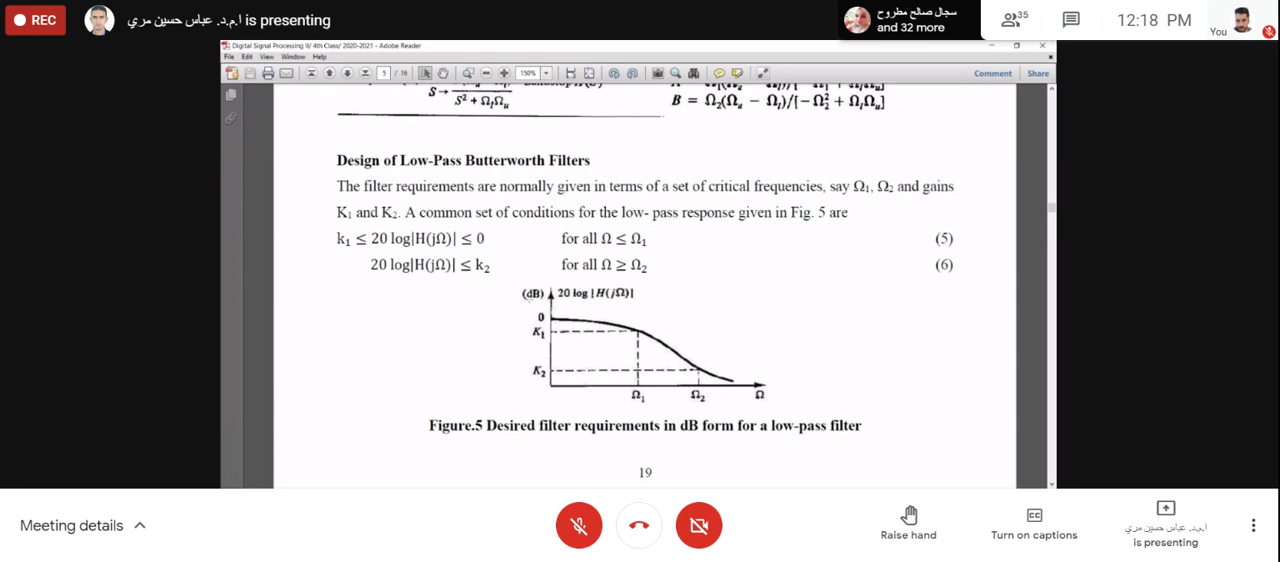 REC
ا.م.د. عباس حسين مري is presenting
سجال صالح مطروح
and 32 more
35
12:18 PM
You
Digital Signal Processing II/ 4th Class/ 2020-2021 - Adobe Reader
File Edit View Window Help
5 / 16
150%
Comment Share
S →
S² + ΩₗΩᵤ
B = Ω₂(Ωᵤ − Ωₗ)/[−Ω₂² + ΩₗΩᵤ]
Design of Low-Pass Butterworth Filters
The filter requirements are normally given in terms of a set of critical frequencies, say Ω₁, Ω₂ and gains
K₁ and K₂. A common set of conditions for the low- pass response given in Fig. 5 are
k₁ ≤ 20 log|H(jΩ)| ≤ 0 for all Ω ≤ Ω₁ (5)
20 log|H(jΩ)| ≤ k₂ for all Ω ≥ Ω₂ (6)
(dB) 20 log |H(jΩ)|
0
K₁
K₂
Ω₁ Ω₂ Ω
Figure.5 Desired filter requirements in dB form for a low-pass filter
19
Meeting details
Raise hand
Turn on captions
ا.م.د. عباس حسين مري
is presenting